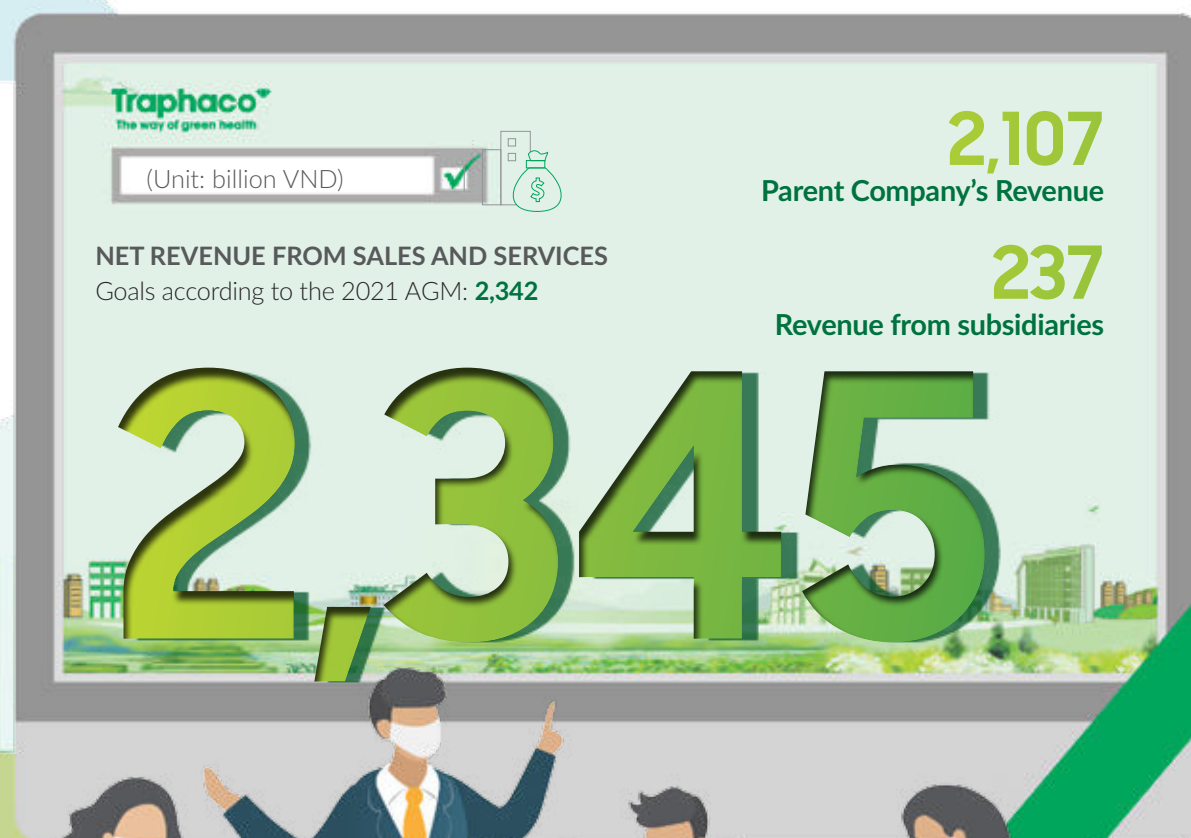 Traphaco
The way of green health
(Unit: billion VND)
$
NET REVENUE FROM SALES AND SERVICES
Goals according to the 2021 AGM: 2,342
2,107
Parent Company's Revenue
237
Revenue from subsidiaries
2,345